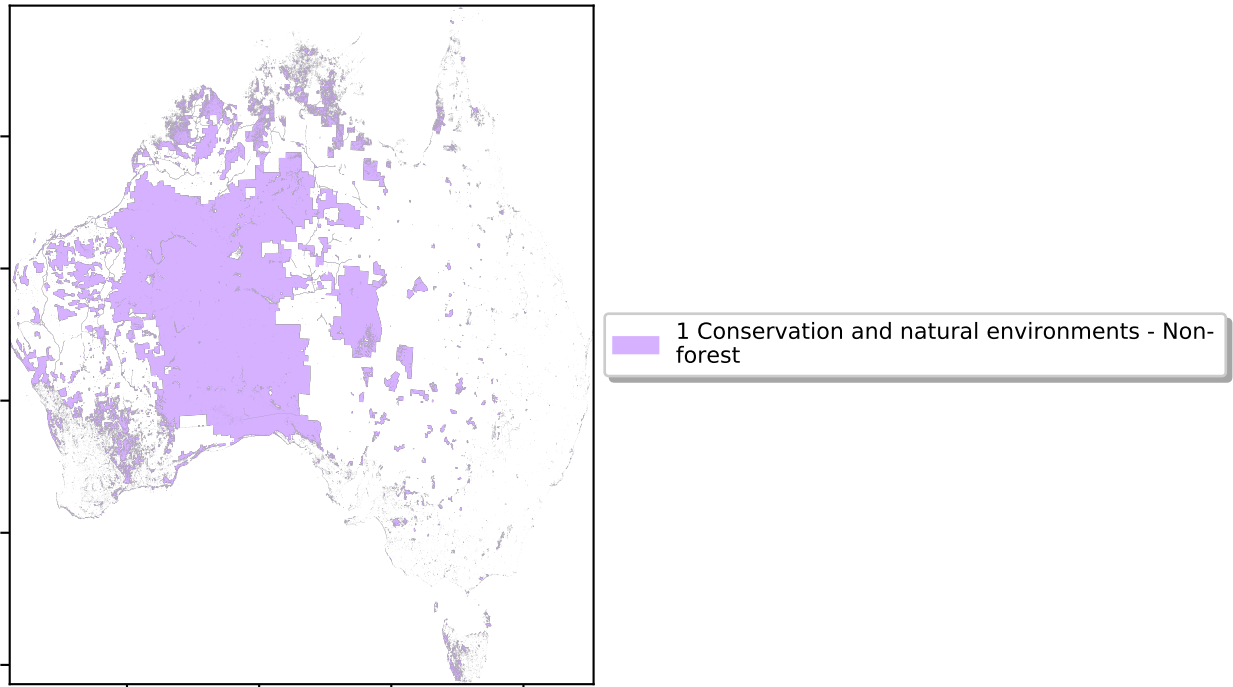 1 Conservation and natural environments - Non-
forest